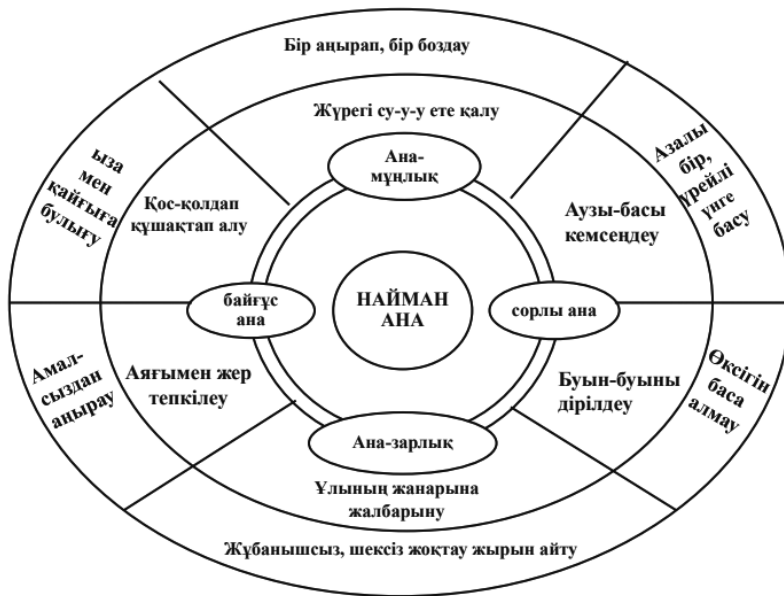 Бір аңырап, бір боздау
Жүрегі су-у-у ете қалу
Ана-
мұңлық
ыза
мен
қайғыға
булығу
Қос-қолдап
құшақтап алу
Азалы
бір,
үрейлі
үнге
басу
Аузы-басы
кемсеңдеу
байғұс
ана
НАЙМАН
АНА
сорлы ана
Амал-
сыздан
аңырау
Аяғымен жер
тепкілеу
Буын-буыны
дірілдеу
Өксігін
баса
алмау
Ана-зарлық
Ұлының жанарына
жалбарыну
Жұбанышсыз, шексіз жоқтау жырын айту